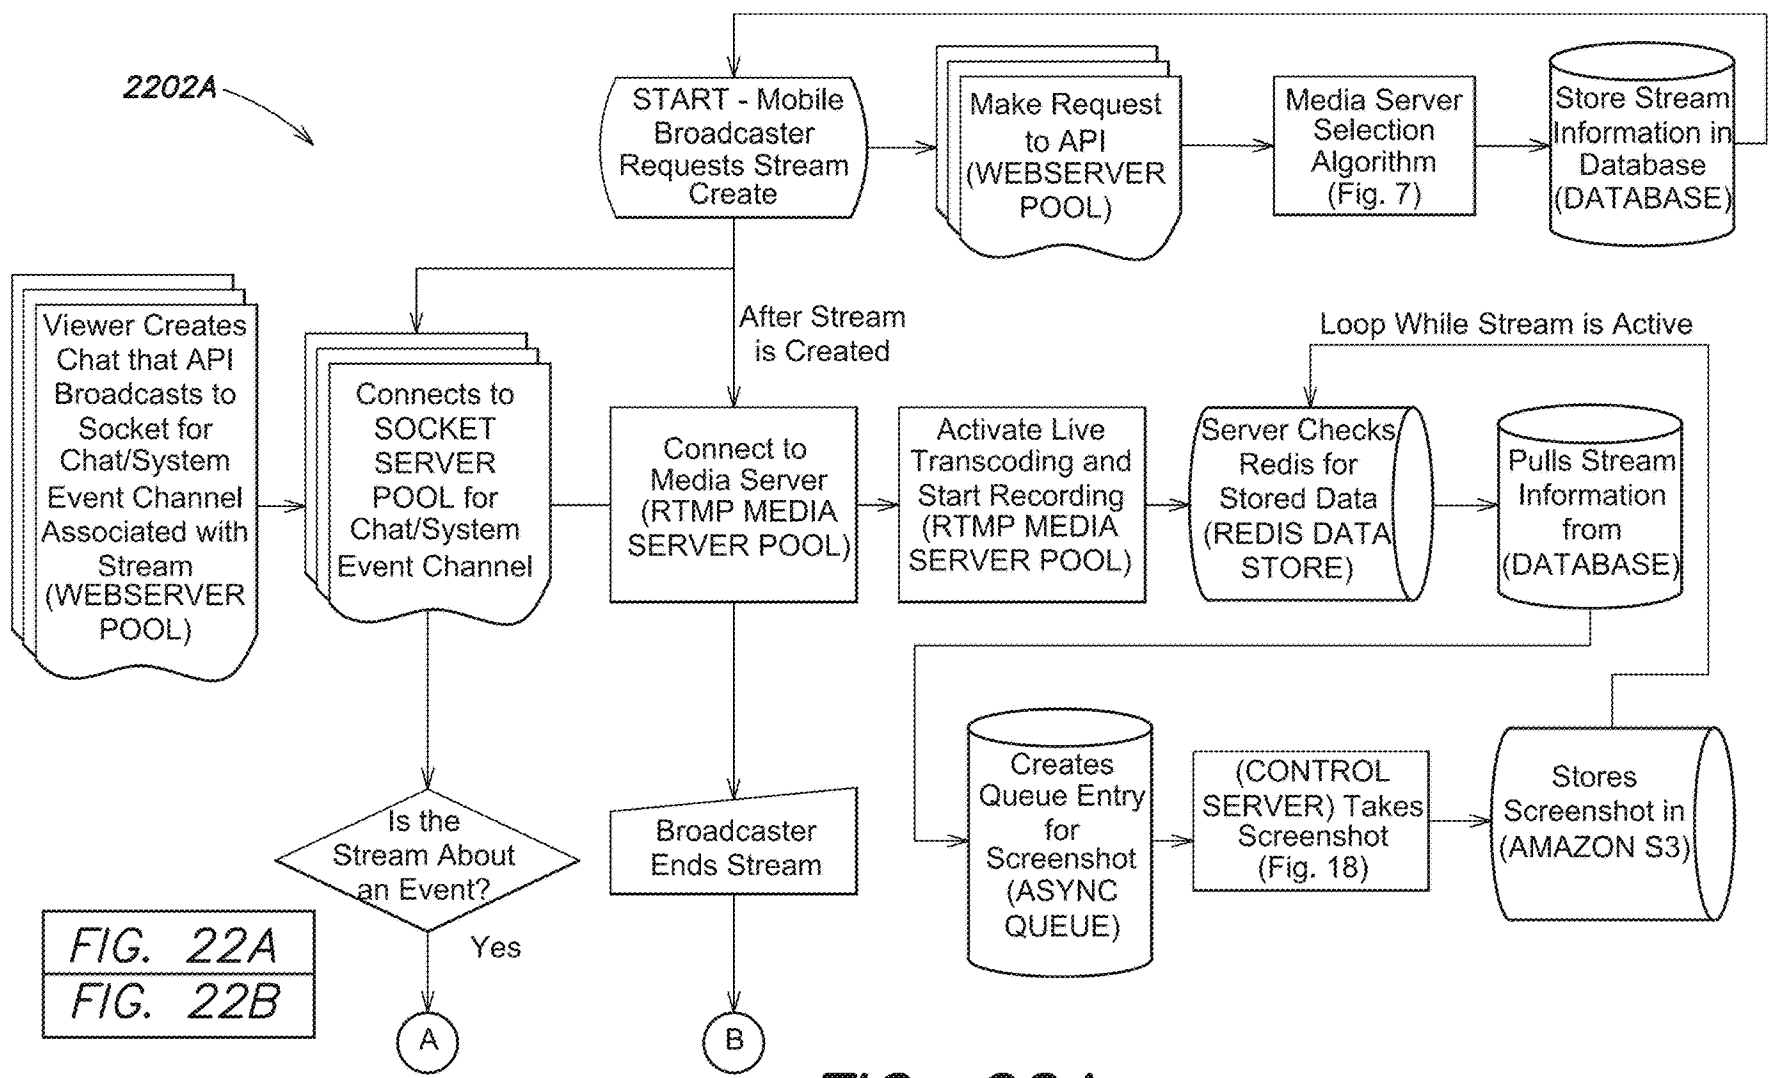 2202A
START - Mobile
Broadcaster
Requests Stream
Create
Make Request
to API
(WEBSERVER
POOL)
Media Server
Selection
Algorithm
(Fig. 7)
Store Stream
Information in
Database
(DATABASE)
Viewer Creates
Chat that API
Broadcasts to
Socket for
Chat/System
Event Channel
Associated with
Stream
(WEBSERVER
POOL)
Connects to
SOCKET
SERVER
POOL for
Chat/System
Event Channel
After Stream
is Created
Connect to
Media Server
(RTMP MEDIA
SERVER POOL)
Activate Live
Transcoding and
Start Recording
(RTMP MEDIA
SERVER POOL)
Loop While Stream is Active
Server Checks
Redis for
Stored Data
(REDIS DATA
STORE)
Pulls Stream
Information
from
(DATABASE)
Creates
Queue Entry
for
Screenshot
(ASYNC
QUEUE)
(CONTROL
SERVER) Takes
Screenshot
(Fig. 18)
Stores
Screenshot in
(AMAZON S3)
Is the
Stream About
an Event?
Yes
Broadcaster
Ends Stream
FIG. 22A
FIG. 22B
A
B